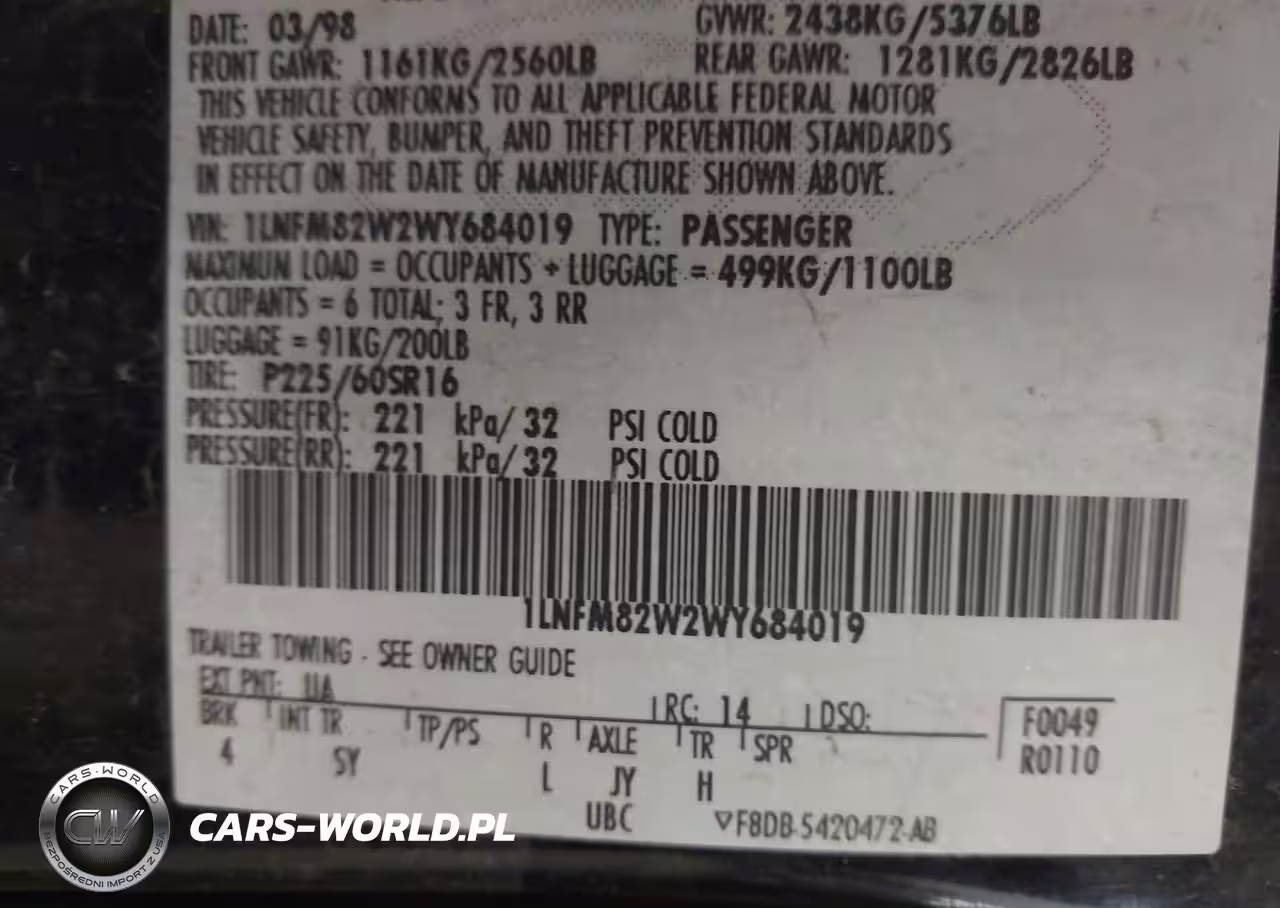 DATE: 03/98
GVWR: 2438KG/5376LB
FRONT GAWR: 1161KG/2560LB
REAR GAWR: 1281KG/2826LB
THIS VEHICLE CONFORMS TO ALL APPLICABLE FEDERAL MOTOR
VEHICLE SAFETY, BUMPER, AND THEFT PREVENTION STANDARDS
IN EFFECT ON THE DATE OF MANUFACTURE SHOWN ABOVE.
VIN: 1LNFM82W2WY684019 TYPE: PASSENGER
MAXIMUN LOAD = OCCUPANTS + LUGGAGE = 499KG/1100LB
OCCUPANTS = 6 TOTAL; 3 FR, 3 RR
LUGGAGE = 91KG/200LB
TIRE: P225/60SR16
PRESSURE(FR): 221 kPa/ 32 PSI COLD
PRESSURE(RR): 221 kPa/ 32 PSI COLD
1LNFM82W2WY684019
TRAILER TOWING - SEE OWNER GUIDE
EXT PNT: UA RC: 14 DSO:
BRK INT TR TP/PS R AXLE TR SPR
4 SY L JY H
F0049
R0110
UBC ▽F8DB-5420472-AB
CARS-WORLD
CW
BEZPOŚREDNI IMPORT Z USA
CARS-WORLD.PL